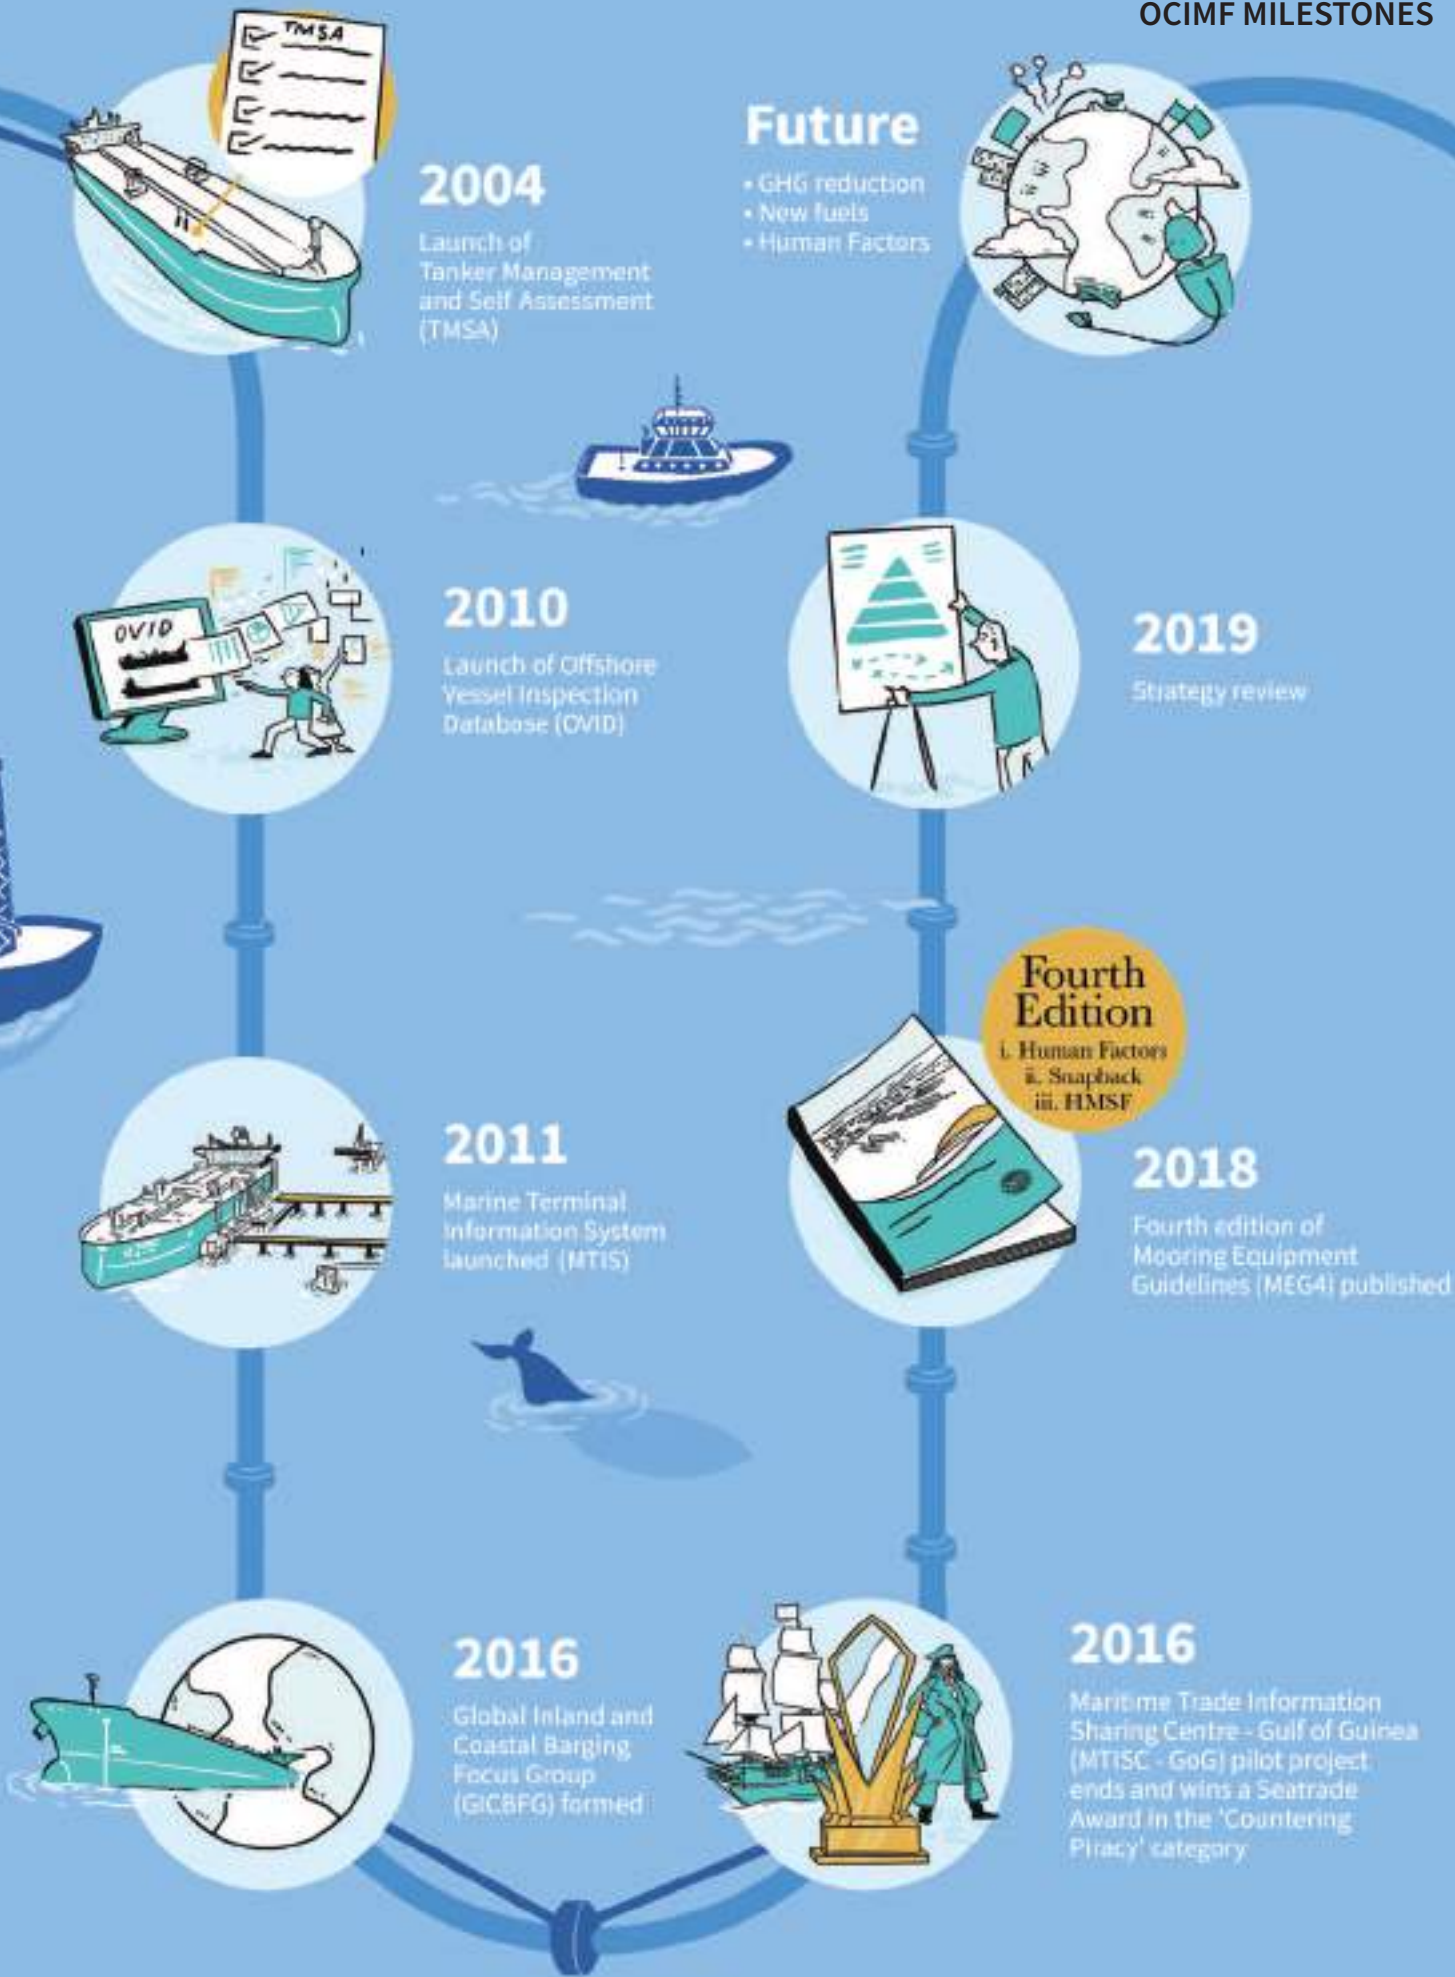 OCIMF MILESTONES
TMSA
2004
Launch of
Tanker Management
and Self Assessment
(TMSA)
OVID
2010
Launch of Offshore
Vessel Inspection
Database (OVID)
2011
Marine Terminal
Information System
launched (MTIS)
2016
Global Inland and
Coastal Barging
Focus Group
(GICBFG) formed
2016
Maritime Trade Information
Sharing Centre - Gulf of Guinea
(MTISC - GoG) pilot project
ends and wins a Seatrade
Award in the 'Countering
Piracy' category
Fourth
Edition
i. Human Factors
ii. Snapback
iii. HMSF
2018
Fourth edition of
Mooring Equipment
Guidelines (MEG4) published
2019
Strategy review
Future
• GHG reduction
• New fuels
• Human Factors